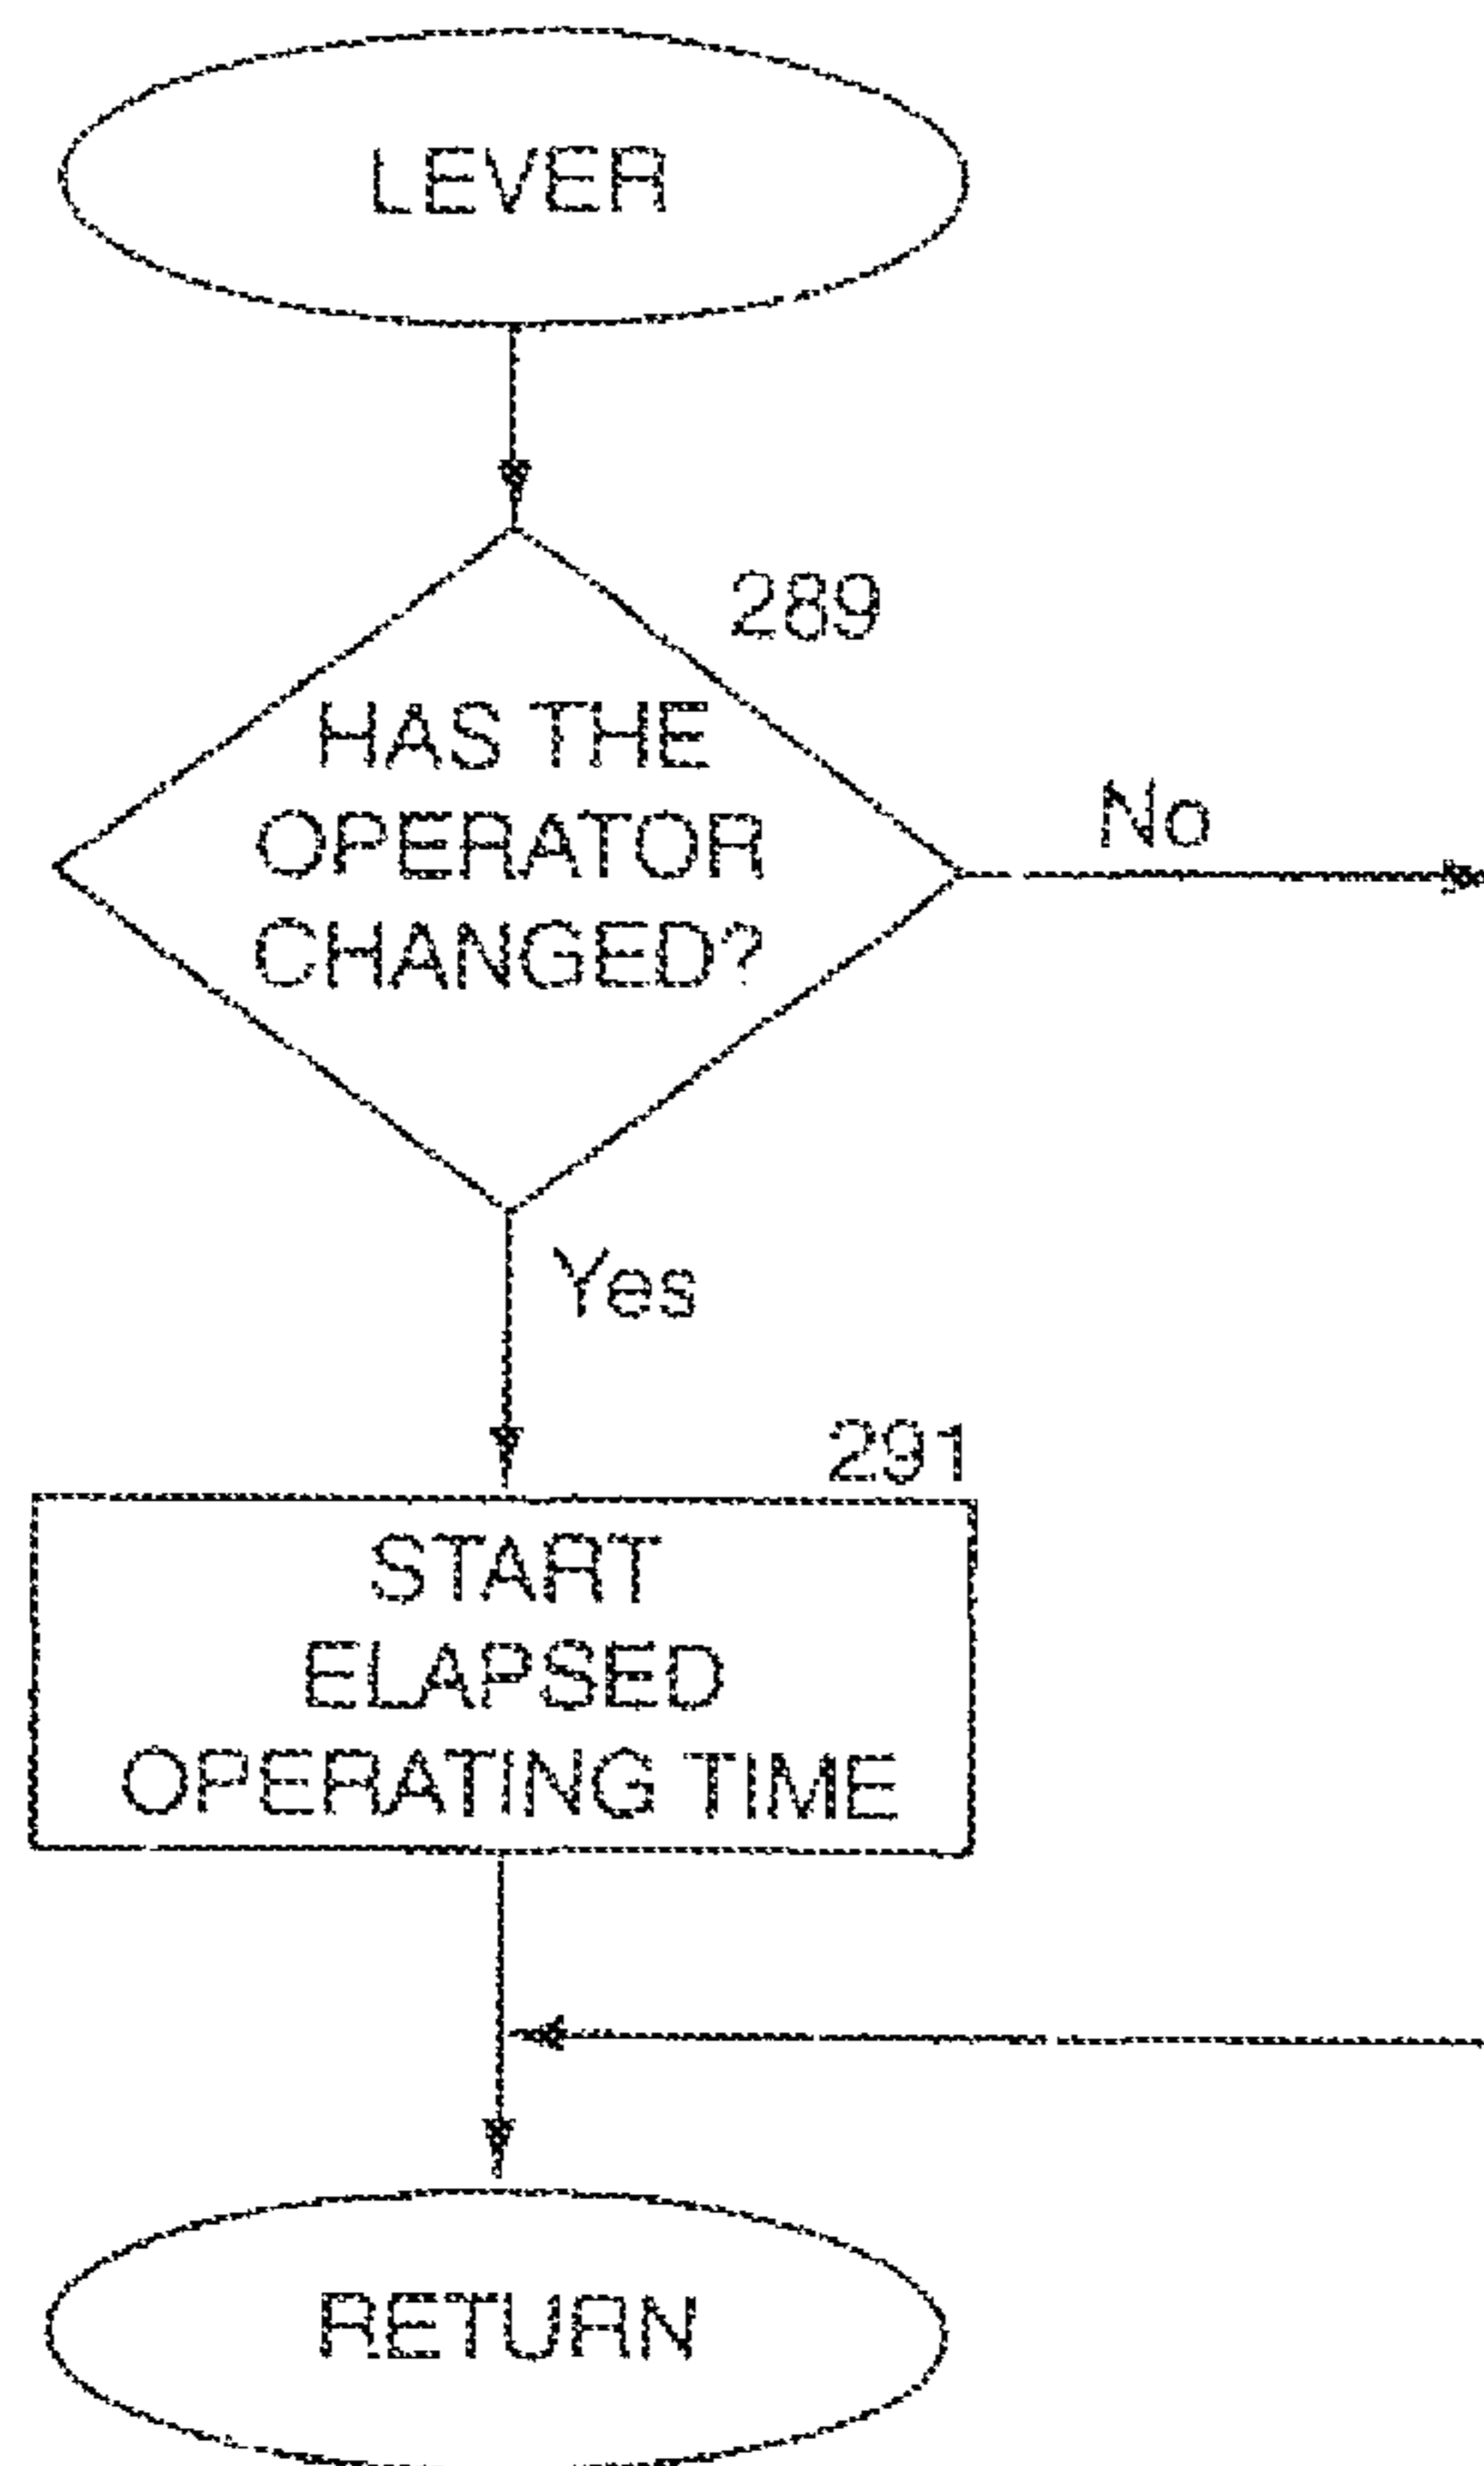 LEVER
289
HAS THE
OPERATOR
CHANGED?
No
Yes
291
START
ELAPSED
OPERATING TIME
RETURN